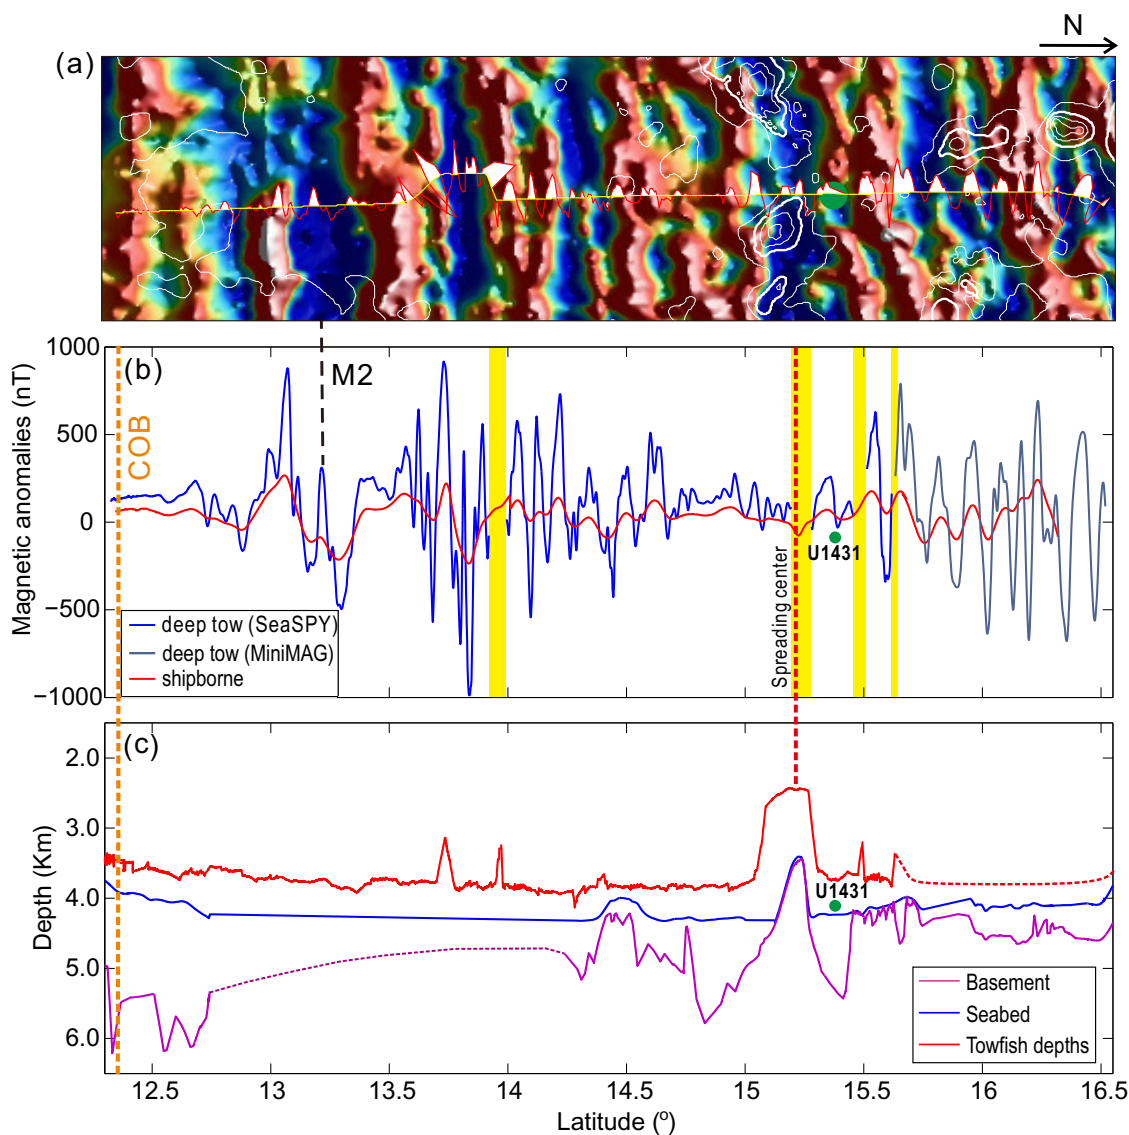 N
(a)
1000
500
0
−500
−1000
Magnetic anomalies (nT)
(b)
M2
COB
U1431
Spreading center
deep tow (SeaSPY)
deep tow (MiniMAG)
shipborne
(c)
2.0
3.0
4.0
5.0
6.0
Depth (Km)
U1431
Basement
Seabed
Towfish depths
12.5 13 13.5 14 14.5 15 15.5 16 16.5
Latitude (º)